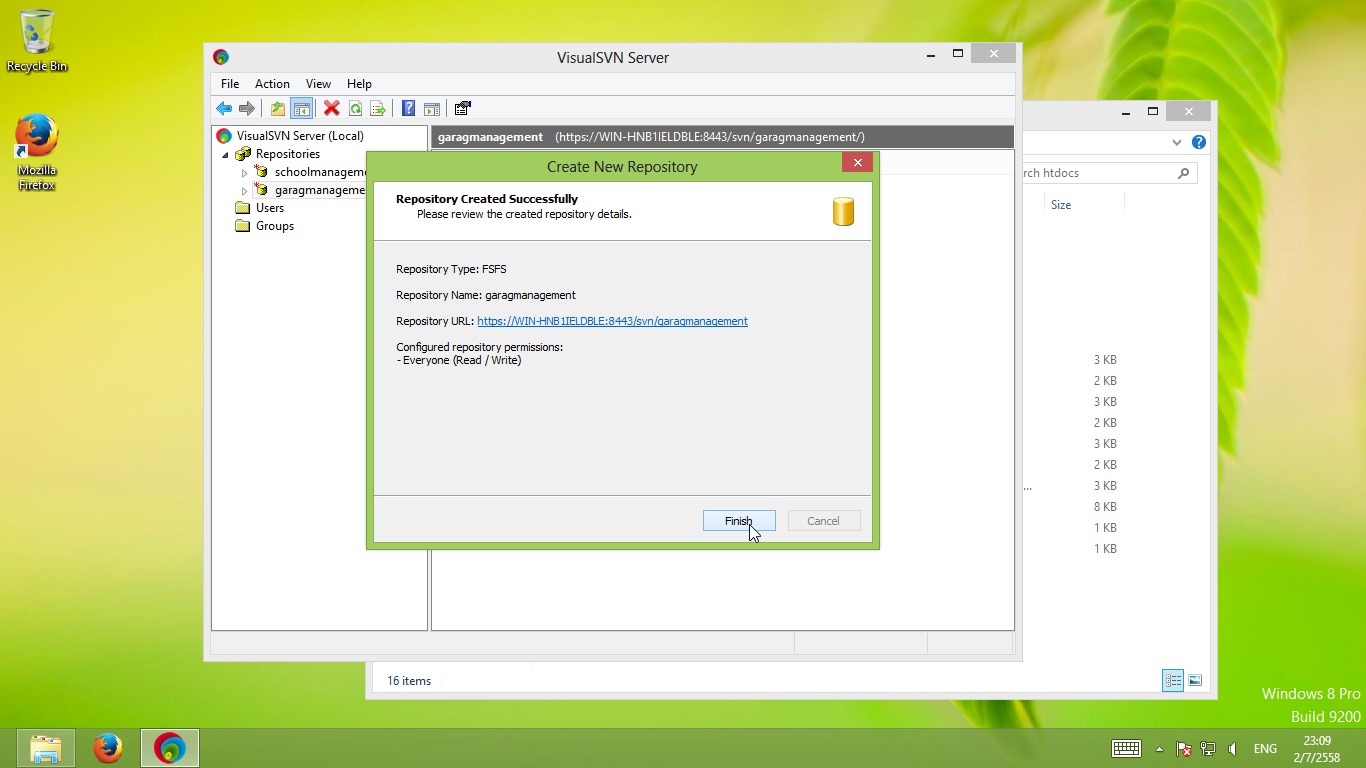 Recycle Bin
Mozilla
Firefox
VisualSVN Server
File Action View Help
VisualSVN Server (Local)
Repositories
schoolmanageme
garagmanageme
Users
Groups
garagmanagement (https://WIN-HNB1IELDBLE:8443/svn/garagmanagement/)
Create New Repository
Repository Created Successfully
Please review the created repository details.
Repository Type: FSFS
Repository Name: garagmanagement
Repository URL: https://WIN-HNB1IELDBLE:8443/svn/garagmanagement
Configured repository permissions:
- Everyone (Read / Write)
Finish Cancel
rch htdocs
Size
3 KB
2 KB
3 KB
2 KB
3 KB
2 KB
... 3 KB
8 KB
1 KB
1 KB
16 items
Windows 8 Pro
Build 9200
ENG
23:09
2/7/2558